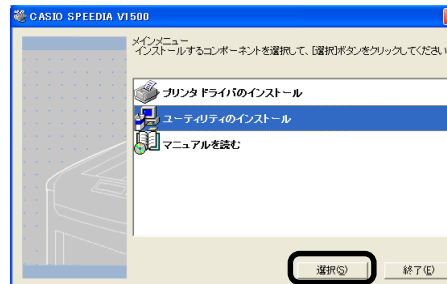 CASIO SPEEDIA V1500
メインメニュー
インストールするコンポーネントを選択して、[選択]ボタンをクリックしてください
プリンタ ドライバのインストール
ユーティリティのインストール
マニュアルを読む
選択(S)
終了(E)